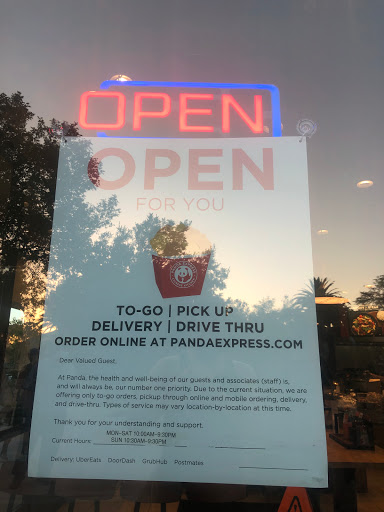 OPEN
OPEN
FOR YOU
TO-GO | PICK UP
DELIVERY | DRIVE THRU
ORDER ONLINE AT PANDAEXPRESS.COM
Dear Valued Guest,
At Panda, the health and well-being of our guests and associates (staff) is,
and will always be, our number one priority. Due to the current situation, we are
offering only to-go orders, pickup through online and mobile ordering, delivery,
and drive-thru. Types of service may vary location-by-location at this time.
Thank you for your understanding and support.
MON-SAT 10:00AM-9:30PM
Current Hours: SUN 10:30AM-9:30PM
Delivery: UberEats DoorDash GrubHub Postmates